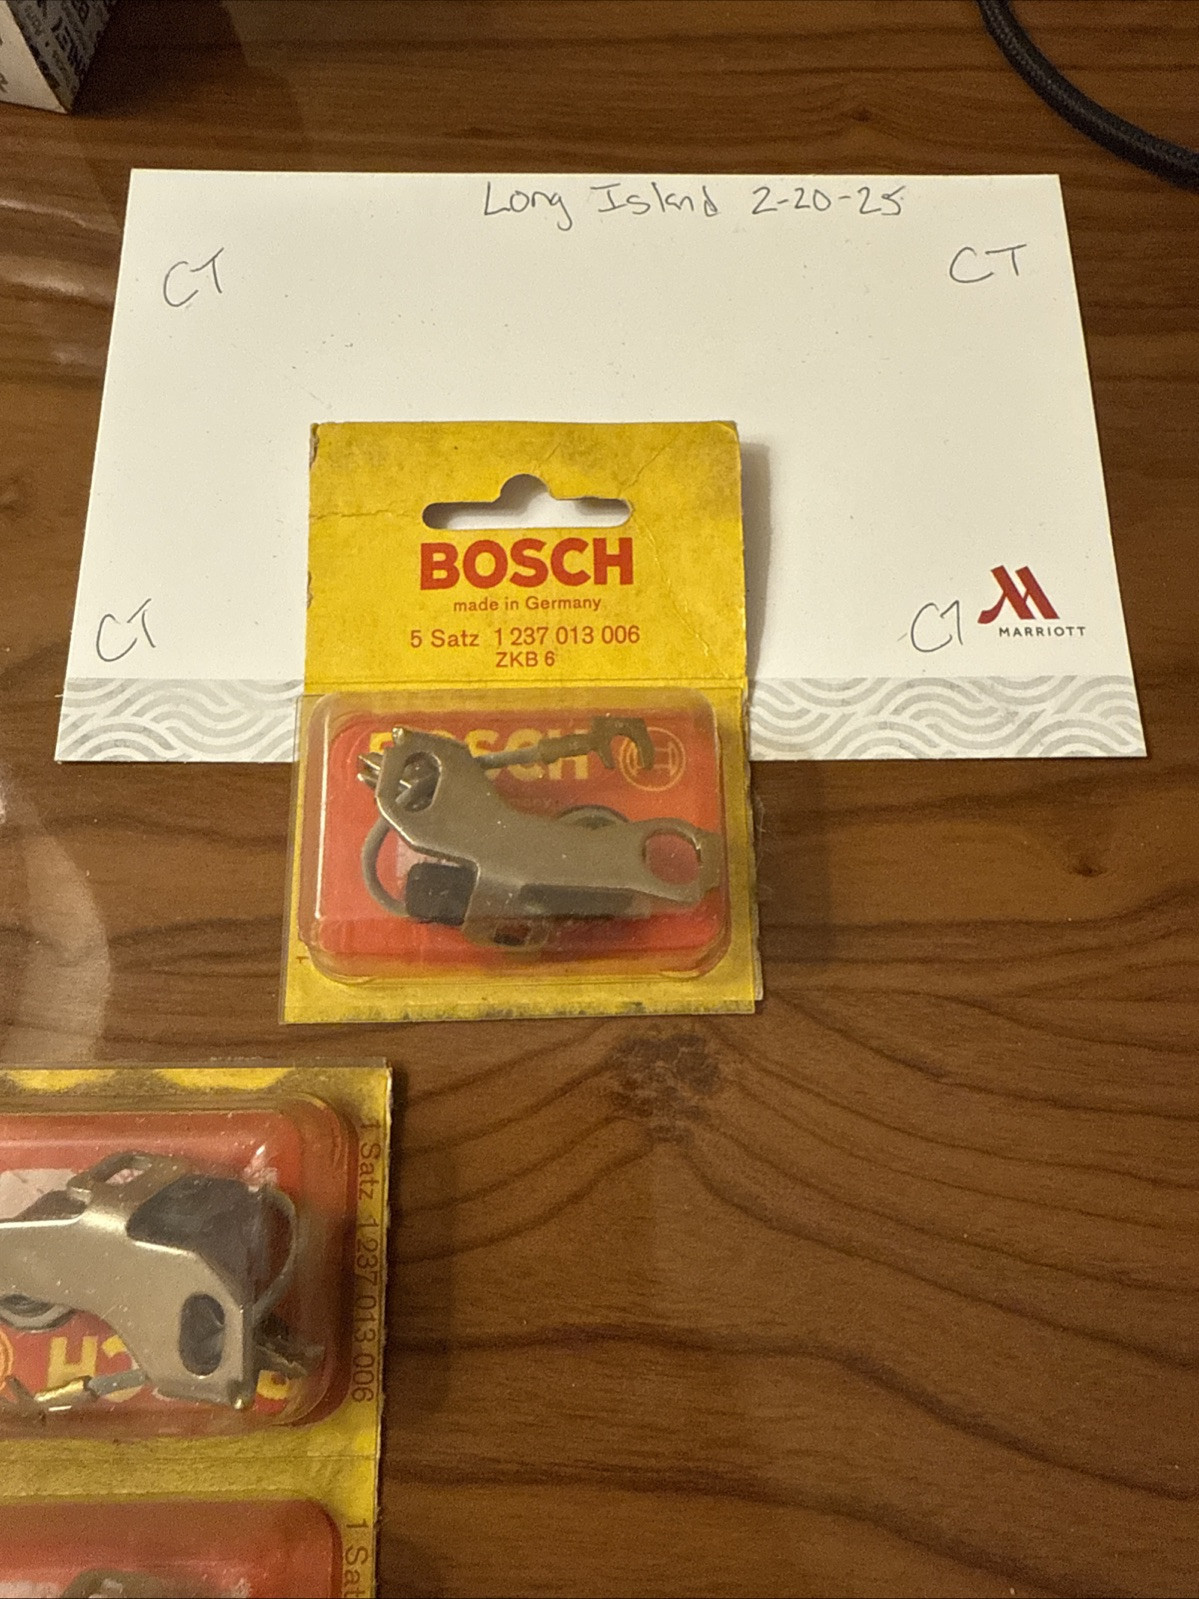 Long Island 2-20-25
CT
CT
BOSCH
made in Germany
5 Satz 1 237 013 006
ZKB 6
CT
CT
MARRIOTT
BOSCH
1 Satz 1 237 013 006
1 Satz